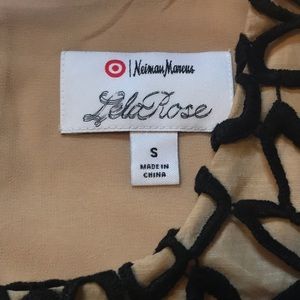 Neiman Marcus
Lela Rose
S
MADE IN
CHINA